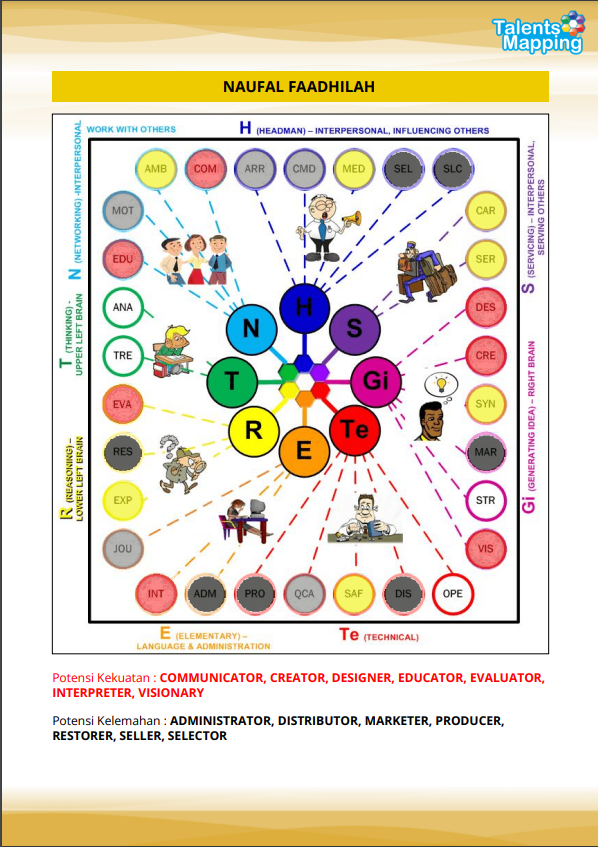 Talents
Mapping
NAUFAL FAADHILAH
WORK WITH OTHERS
H (HEADMAN) – INTERPERSONAL, INFLUENCING OTHERS
AMB COM ARR CMD MED SEL SLC
N (NETWORKING) -INTERPERSONAL
MOT
EDU
T (THINKING) -
UPPER LEFT BRAIN
ANA
TRE
R (REASONING) –
LOWER LEFT BRAIN
EVA
RES
EXP
JOU
S (SERVICING) – INTERPERSONAL,
SERVING OTHERS
CAR
SER
Gi (GENERATING IDEA) – RIGHT BRAIN
DES
CRE
SYN
MAR
STR
VIS
H
N
S
T
Gi
R
Te
E
INT ADM PRO QCA SAF DIS OPE
E (ELEMENTARY) –
LANGUAGE & ADMINISTRATION
Te (TECHNICAL)
Potensi Kekuatan : COMMUNICATOR, CREATOR, DESIGNER, EDUCATOR, EVALUATOR,
INTERPRETER, VISIONARY
Potensi Kelemahan : ADMINISTRATOR, DISTRIBUTOR, MARKETER, PRODUCER,
RESTORER, SELLER, SELECTOR